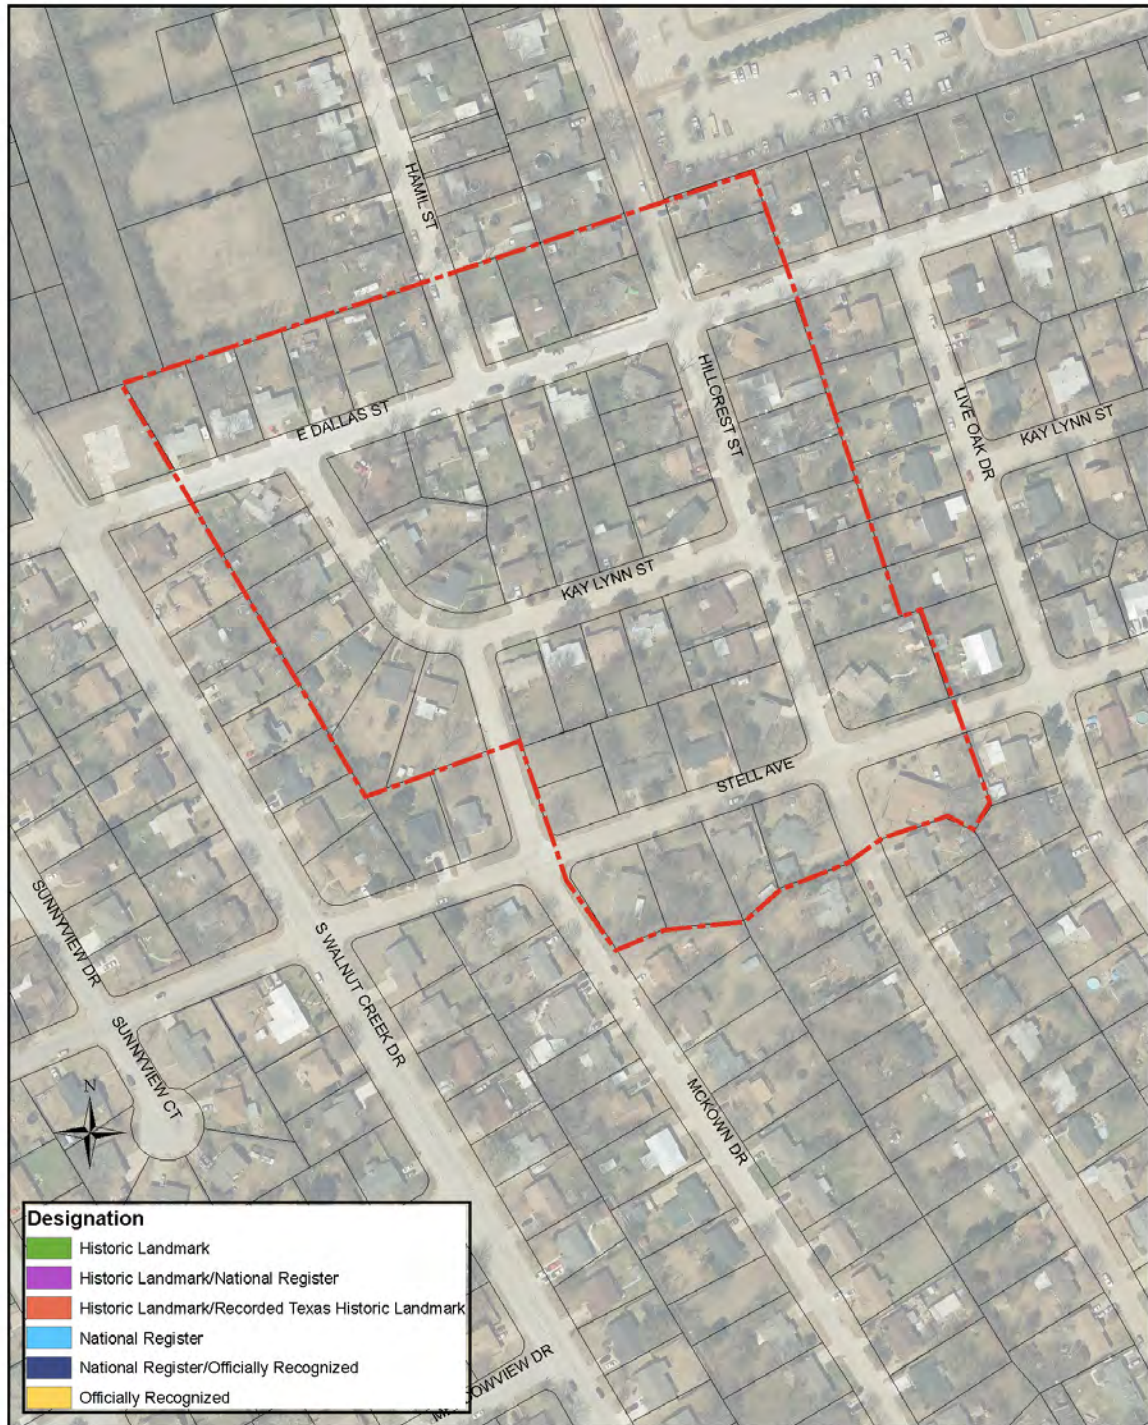 HAMIL ST
HILLCREST ST
LIVE OAK DR
KAY LYNN ST
E DALLAS ST
KAY LYNN ST
STELL AVE
SUNNYVIEW DR
S WALNUT CREEK DR
SUNNYVIEW CT
MCKOWN DR
N
Designation
Historic Landmark
Historic Landmark/National Register
Historic Landmark/Recorded Texas Historic Landmark
National Register
National Register/Officially Recognized
Officially Recognized
DR